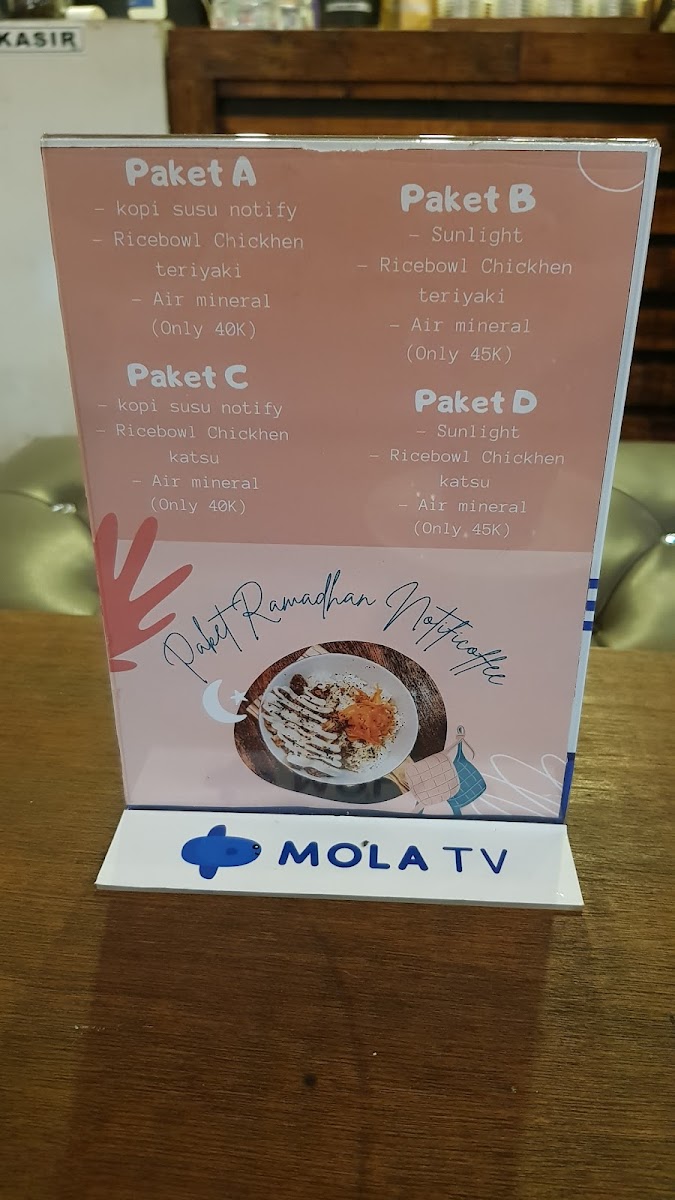 KASIR
Paket A
- kopi susu notify
- Ricebowl Chickhen
teriyaki
- Air mineral
(Only 40K)
Paket B
- Sunlight
- Ricebowl Chickhen
teriyaki
- Air mineral
(Only 45K)
Paket C
- kopi susu notify
- Ricebowl Chickhen
katsu
- Air mineral
(Only 40K)
Paket D
- Sunlight
- Ricebowl Chickhen
katsu
- Air mineral
(Only 45K)
Paket Ramadhan Notificoffee
MOLA TV